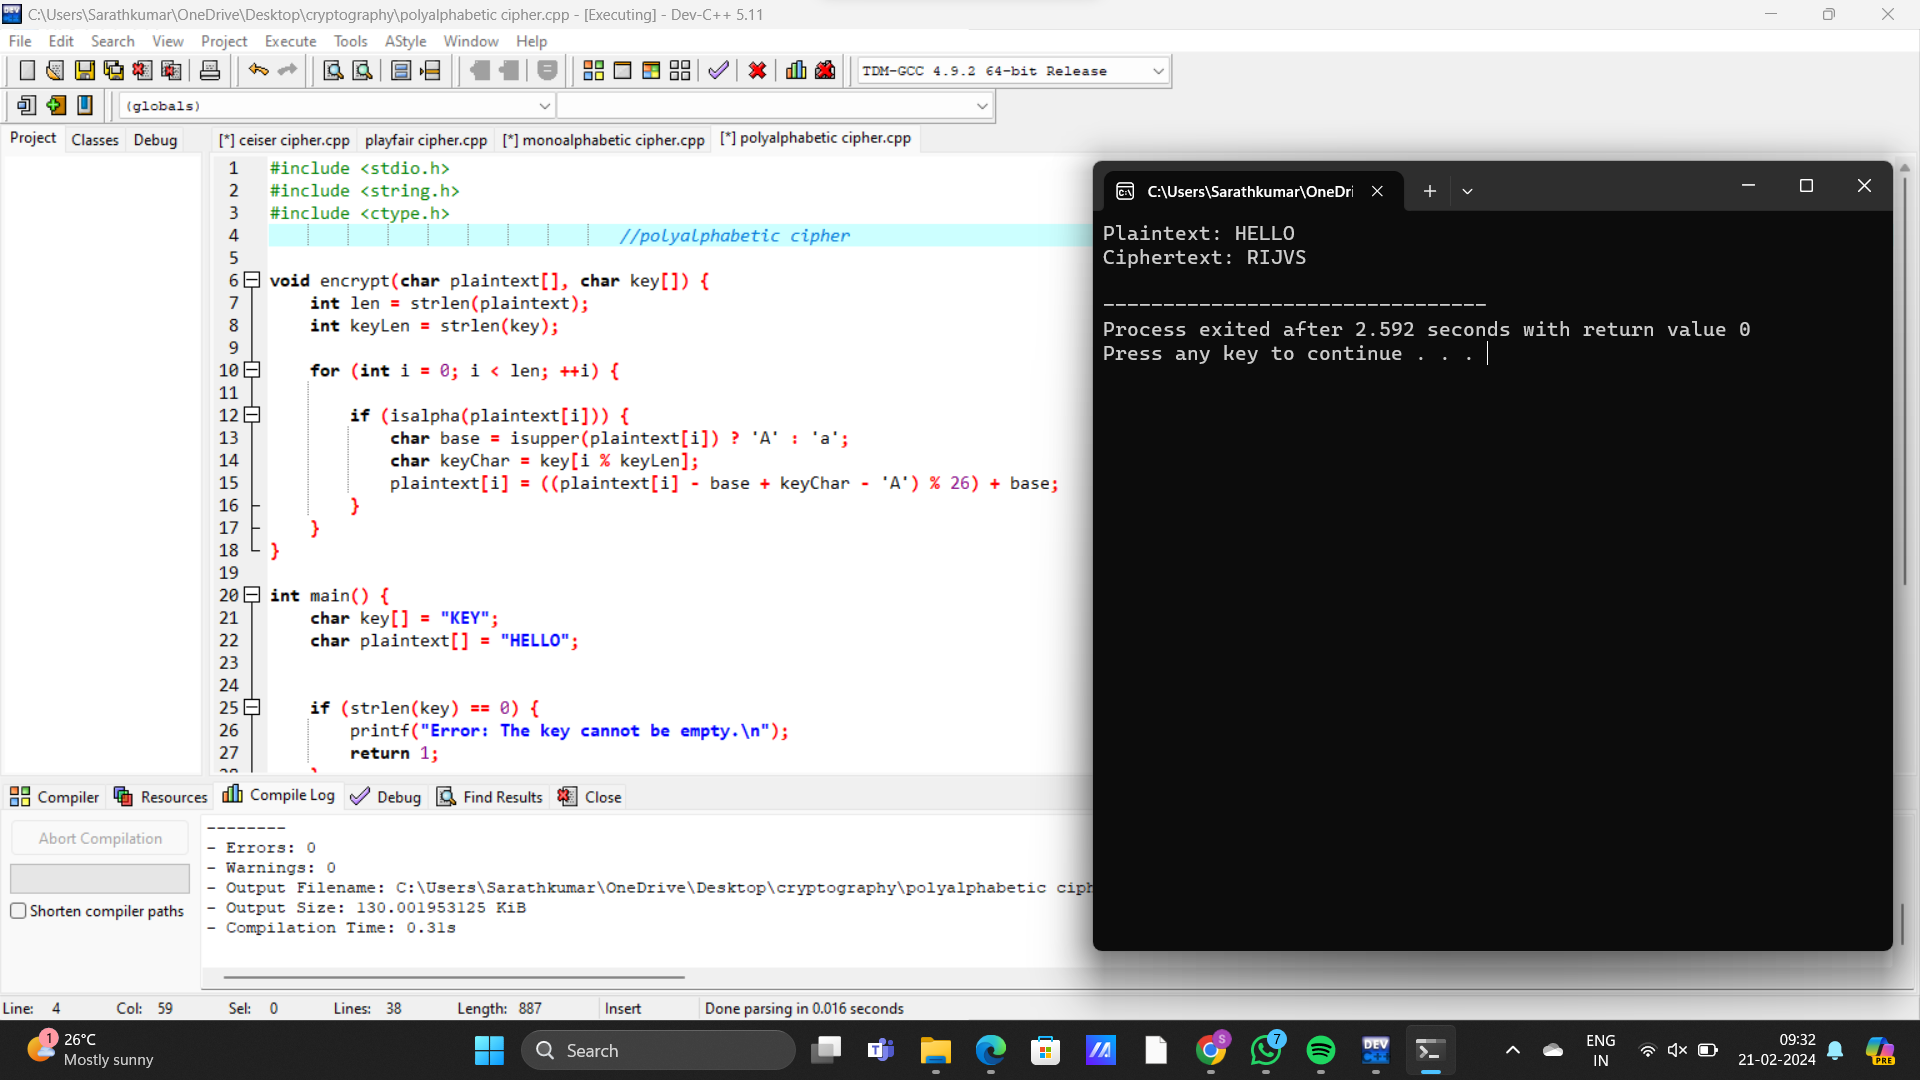 C:\Users\Sarathkumar\OneDrive\Desktop\cryptography\polyalphabetic cipher.cpp - [Executing] - Dev-C++ 5.11
File Edit Search View Project Execute Tools AStyle Window Help
TDM-GCC 4.9.2 64-bit Release
(globals)
Project Classes Debug
[*] ceiser cipher.cpp playfair cipher.cpp [*] monoalphabetic cipher.cpp [*] polyalphabetic cipher.cpp
1 #include <stdio.h>
2 #include <string.h>
3 #include <ctype.h>
4 //polyalphabetic cipher
5
6 void encrypt(char plaintext[], char key[]) {
7 int len = strlen(plaintext);
8 int keyLen = strlen(key);
9
10 for (int i = 0; i < len; ++i) {
11
12 if (isalpha(plaintext[i])) {
13 char base = isupper(plaintext[i]) ? 'A' : 'a';
14 char keyChar = key[i % keyLen];
15 plaintext[i] = ((plaintext[i] - base + keyChar - 'A') % 26) + base;
16 }
17 }
18 }
19
20 int main() {
21 char key[] = "KEY";
22 char plaintext[] = "HELLO";
23
24
25 if (strlen(key) == 0) {
26 printf("Error: The key cannot be empty.\n");
27 return 1;
C:\Users\Sarathkumar\OneDri
Plaintext: HELLO
Ciphertext: RIJVS
--------------------------------
Process exited after 2.592 seconds with return value 0
Press any key to continue . . .
Compiler Resources Compile Log Debug Find Results Close
Abort Compilation
Shorten compiler paths
--------
- Errors: 0
- Warnings: 0
- Output Filename: C:\Users\Sarathkumar\OneDrive\Desktop\cryptography\polyalphabetic ciph
- Output Size: 130.001953125 KiB
- Compilation Time: 0.31s
Line: 4 Col: 59 Sel: 0 Lines: 38 Length: 887 Insert Done parsing in 0.016 seconds
1
26°C
Mostly sunny
Search
S
7
DEV
C++
ENG
IN
09:32
21-02-2024
PRE